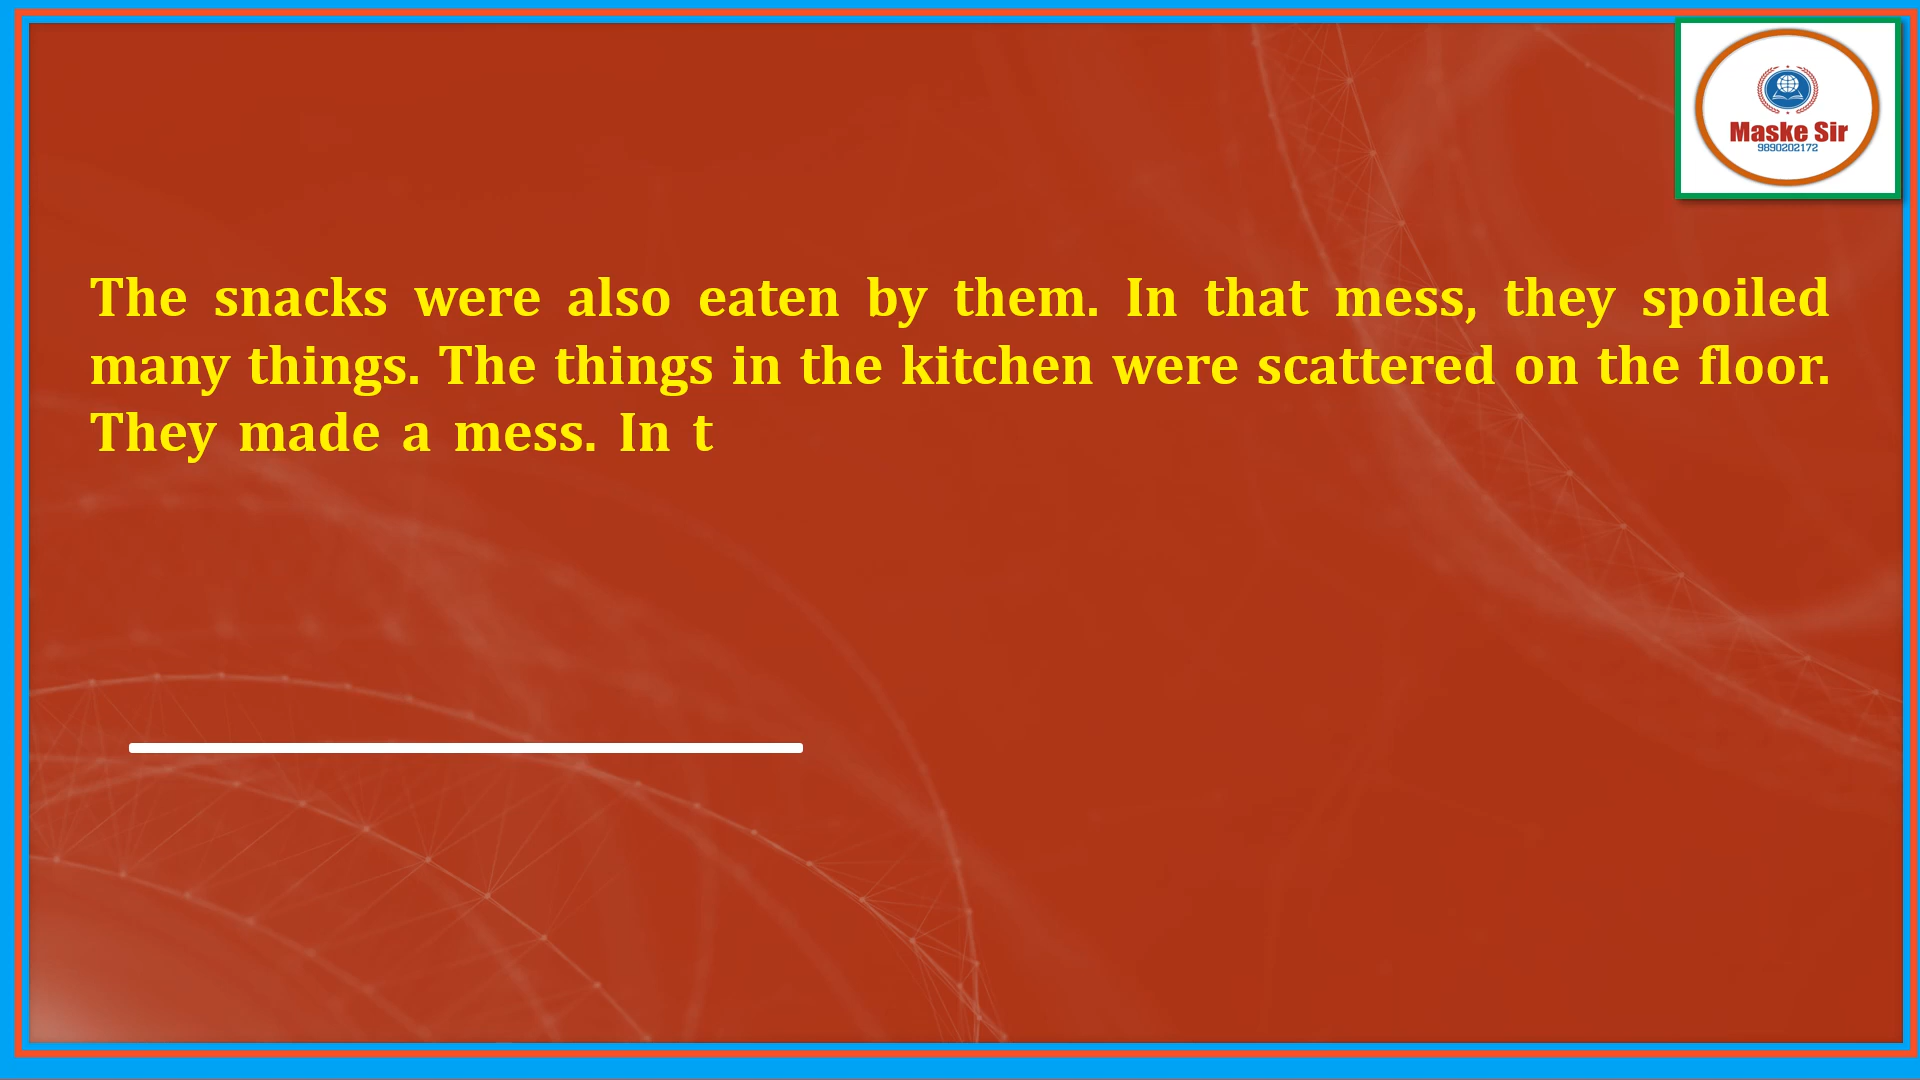 Maske Sir
9890202172
The snacks were also eaten by them. In that mess, they spoiled
many things. The things in the kitchen were scattered on the floor.
They made a mess. In t